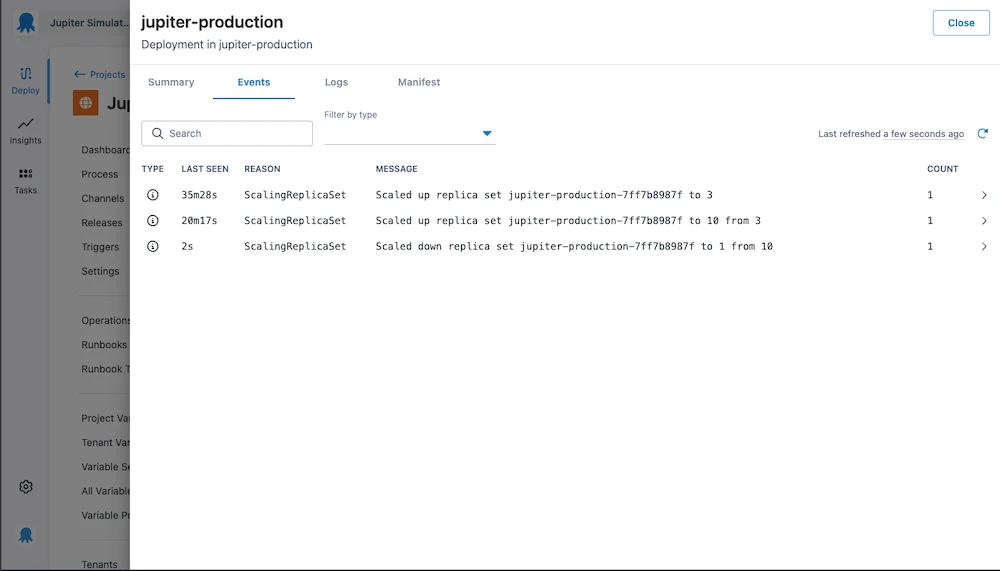 Jupiter Simulat..
jupiter-production
Close
Deployment in jupiter-production
Deploy
Insights
Tasks
Projects
Dashboard
Process
Channels
Releases
Triggers
Settings
Operations
Runbooks
Runbook T
Project Va
Tenant Var
Variable Se
All Variable
Variable Pr
Tenants
Summary
Events
Logs
Manifest
Filter by type
Search
Last refreshed a few seconds ago
TYPE LAST SEEN REASON MESSAGE COUNT
35m28s ScalingReplicaSet Scaled up replica set jupiter-production-7ff7b8987f to 3 1
20m17s ScalingReplicaSet Scaled up replica set jupiter-production-7ff7b8987f to 10 from 3 1
2s ScalingReplicaSet Scaled down replica set jupiter-production-7ff7b8987f to 1 from 10 1